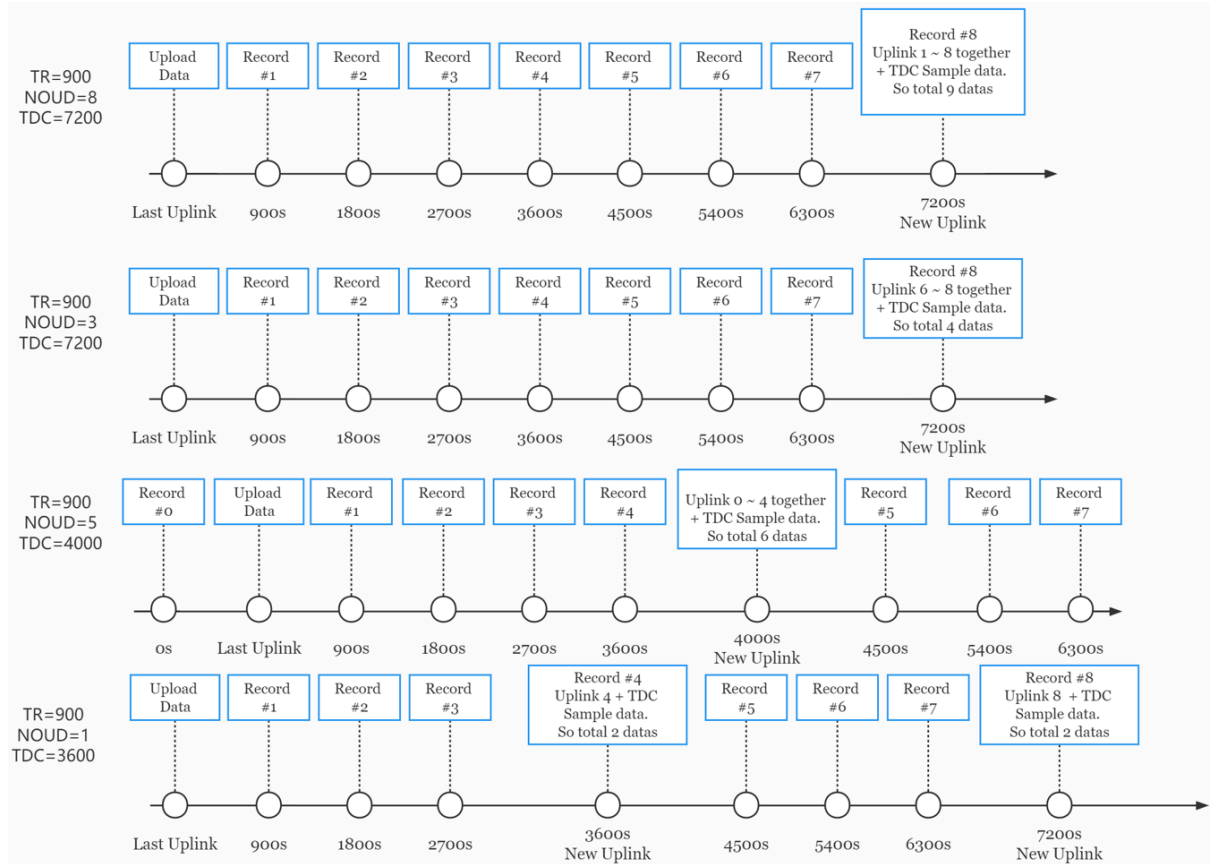 TR=900
NOUD=8
TDC=7200
Upload
Data
Record
#1
Record
#2
Record
#3
Record
#4
Record
#5
Record
#6
Record
#7
Record #8
Uplink 1 ~ 8 together
+ TDC Sample data.
So total 9 datas
Last Uplink
900s
1800s
2700s
3600s
4500s
5400s
6300s
7200s
New Uplink
TR=900
NOUD=3
TDC=7200
Upload
Data
Record
#1
Record
#2
Record
#3
Record
#4
Record
#5
Record
#6
Record
#7
Record #8
Uplink 6 ~ 8 together
+ TDC Sample data.
So total 4 datas
Last Uplink
900s
1800s
2700s
3600s
4500s
5400s
6300s
7200s
New Uplink
TR=900
NOUD=5
TDC=4000
Record
#0
Upload
Data
Record
#1
Record
#2
Record
#3
Record
#4
Uplink 0 ~ 4 together
+ TDC Sample data.
So total 6 datas
Record
#5
Record
#6
Record
#7
0s
Last Uplink
900s
1800s
2700s
3600s
4000s
New Uplink
4500s
5400s
6300s
TR=900
NOUD=1
TDC=3600
Upload
Data
Record
#1
Record
#2
Record
#3
Record #4
Uplink 4 + TDC
Sample data.
So total 2 datas
Record
#5
Record
#6
Record
#7
Record #8
Uplink 8 + TDC
Sample data.
So total 2 datas
Last Uplink
900s
1800s
2700s
3600s
New Uplink
4500s
5400s
6300s
7200s
New Uplink